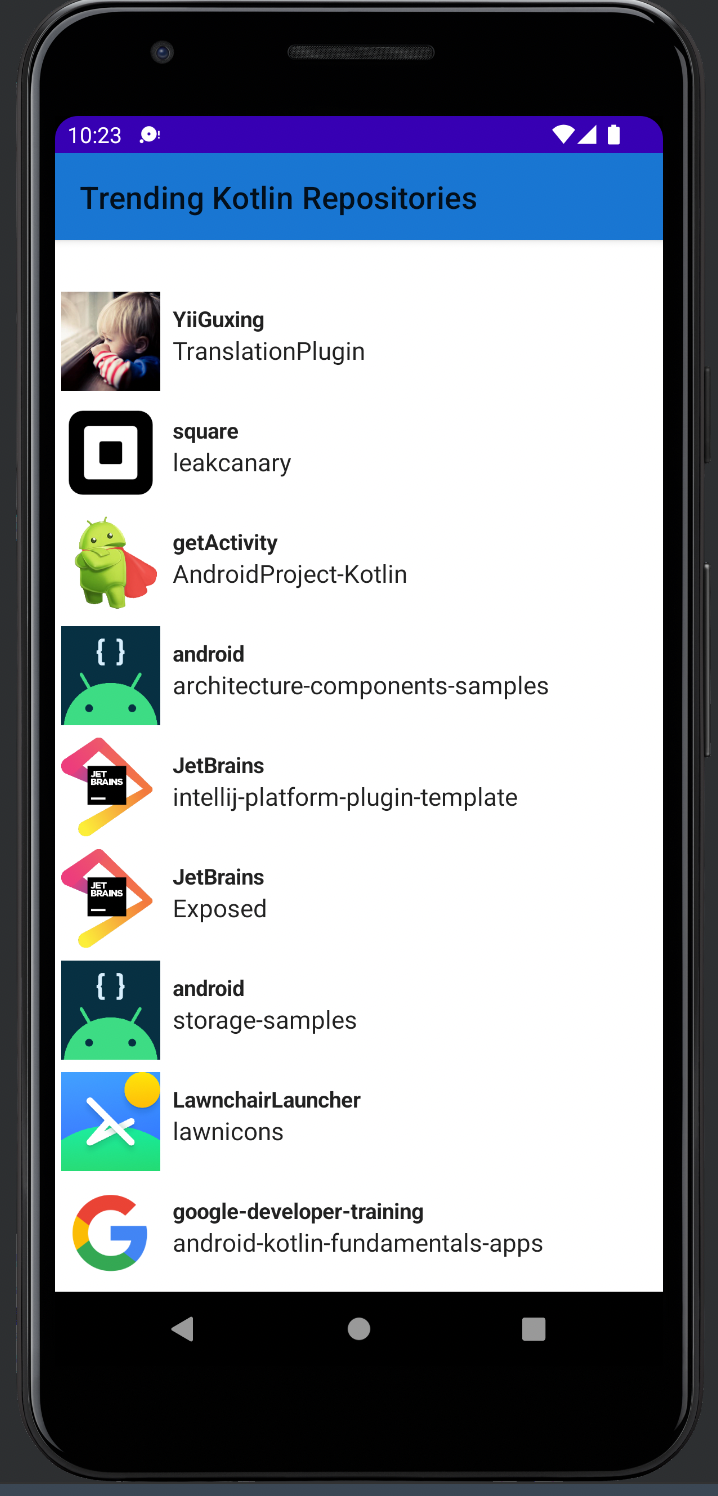 10:23
Trending Kotlin Repositories
YiiGuxing
TranslationPlugin
square
leakcanary
getActivity
AndroidProject-Kotlin
{ }
android
architecture-components-samples
JET
BRAINS
JetBrains
intellij-platform-plugin-template
JET
BRAINS
JetBrains
Exposed
{ }
android
storage-samples
LawnchairLauncher
lawnicons
G
google-developer-training
android-kotlin-fundamentals-apps